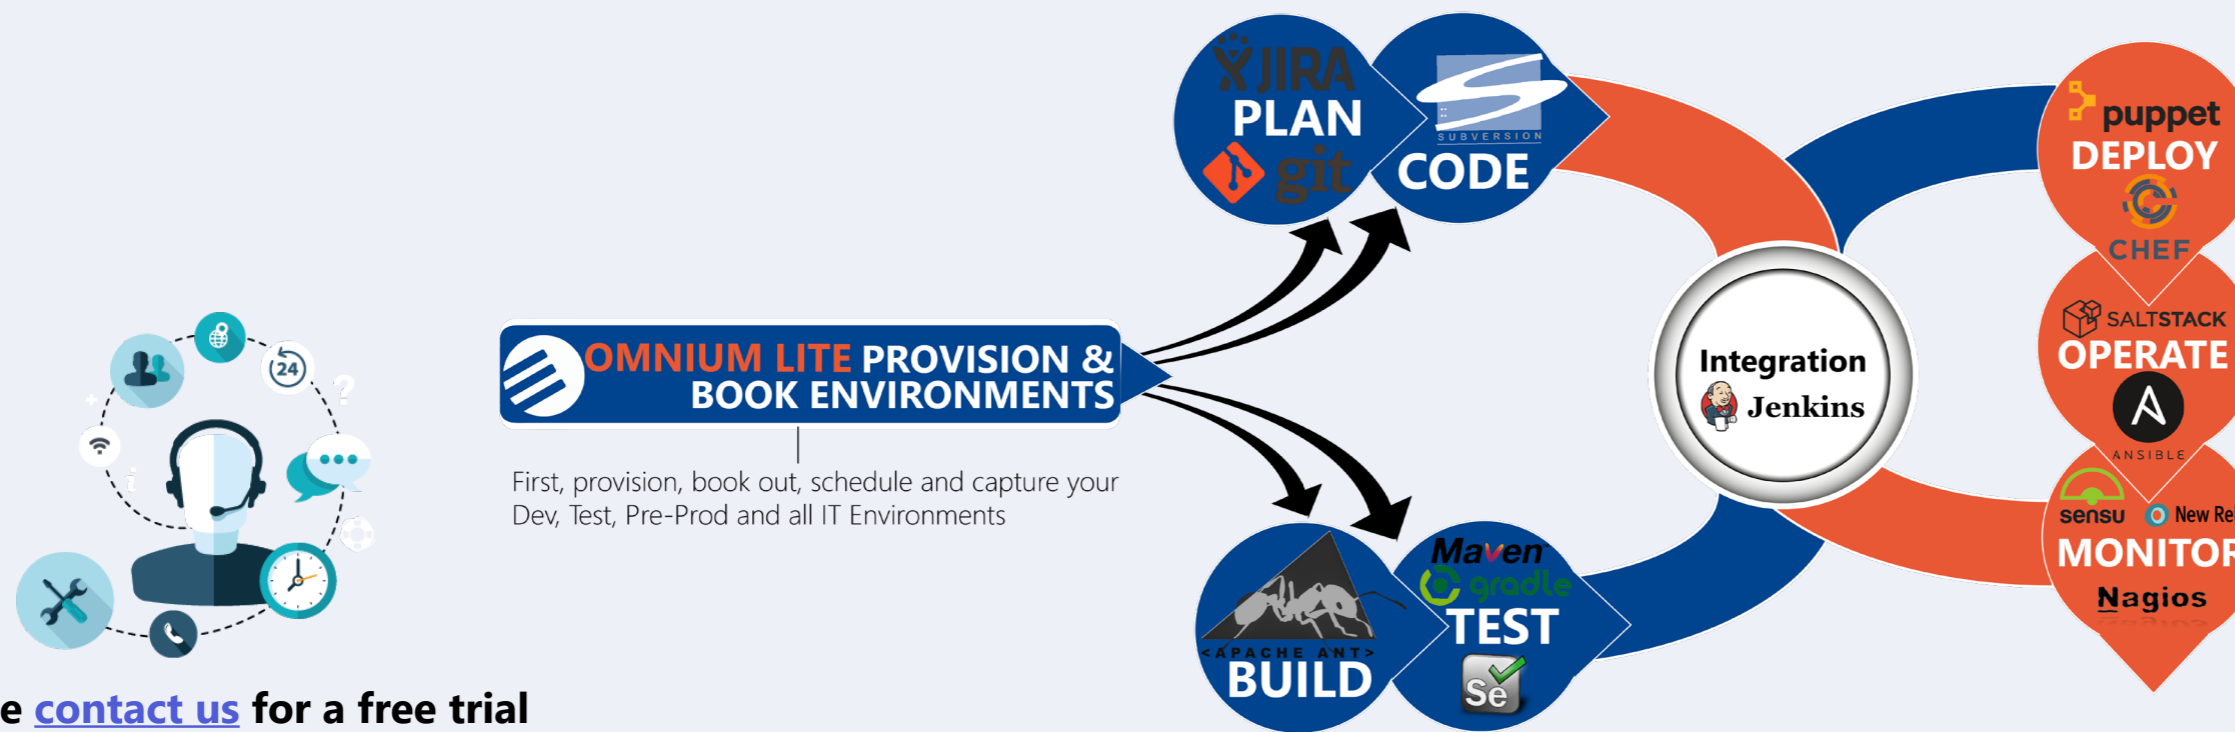 JIRA
PLAN
git
SUBVERSION
CODE
puppet
DEPLOY
CHEF
SALTSTACK
OPERATE
A
ANSIBLE
sensu
New Re
MONITOR
Nagios
Integration
Jenkins
24
?
i
OMNIUM LITE PROVISION &
BOOK ENVIRONMENTS
First, provision, book out, schedule and capture your
Dev, Test, Pre-Prod and all IT Environments
<APACHE ANT>
BUILD
Maven
gradle
TEST
Se
e contact us for a free trial